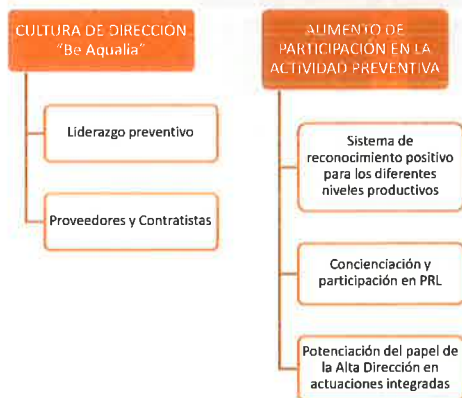 CULTURA DE DIRECCIÓN
"Be Aqualia"
Liderazgo preventivo
Proveedores y Contratistas
AUMENTO DE
PARTICIPACIÓN EN LA
ACTIVIDAD PREVENTIVA
Sistema de
reconocimiento positivo
para los diferentes
niveles productivos
Concienciación y
participación en PRL
Potenciación del papel de
la Alta Dirección en
actuaciones integradas